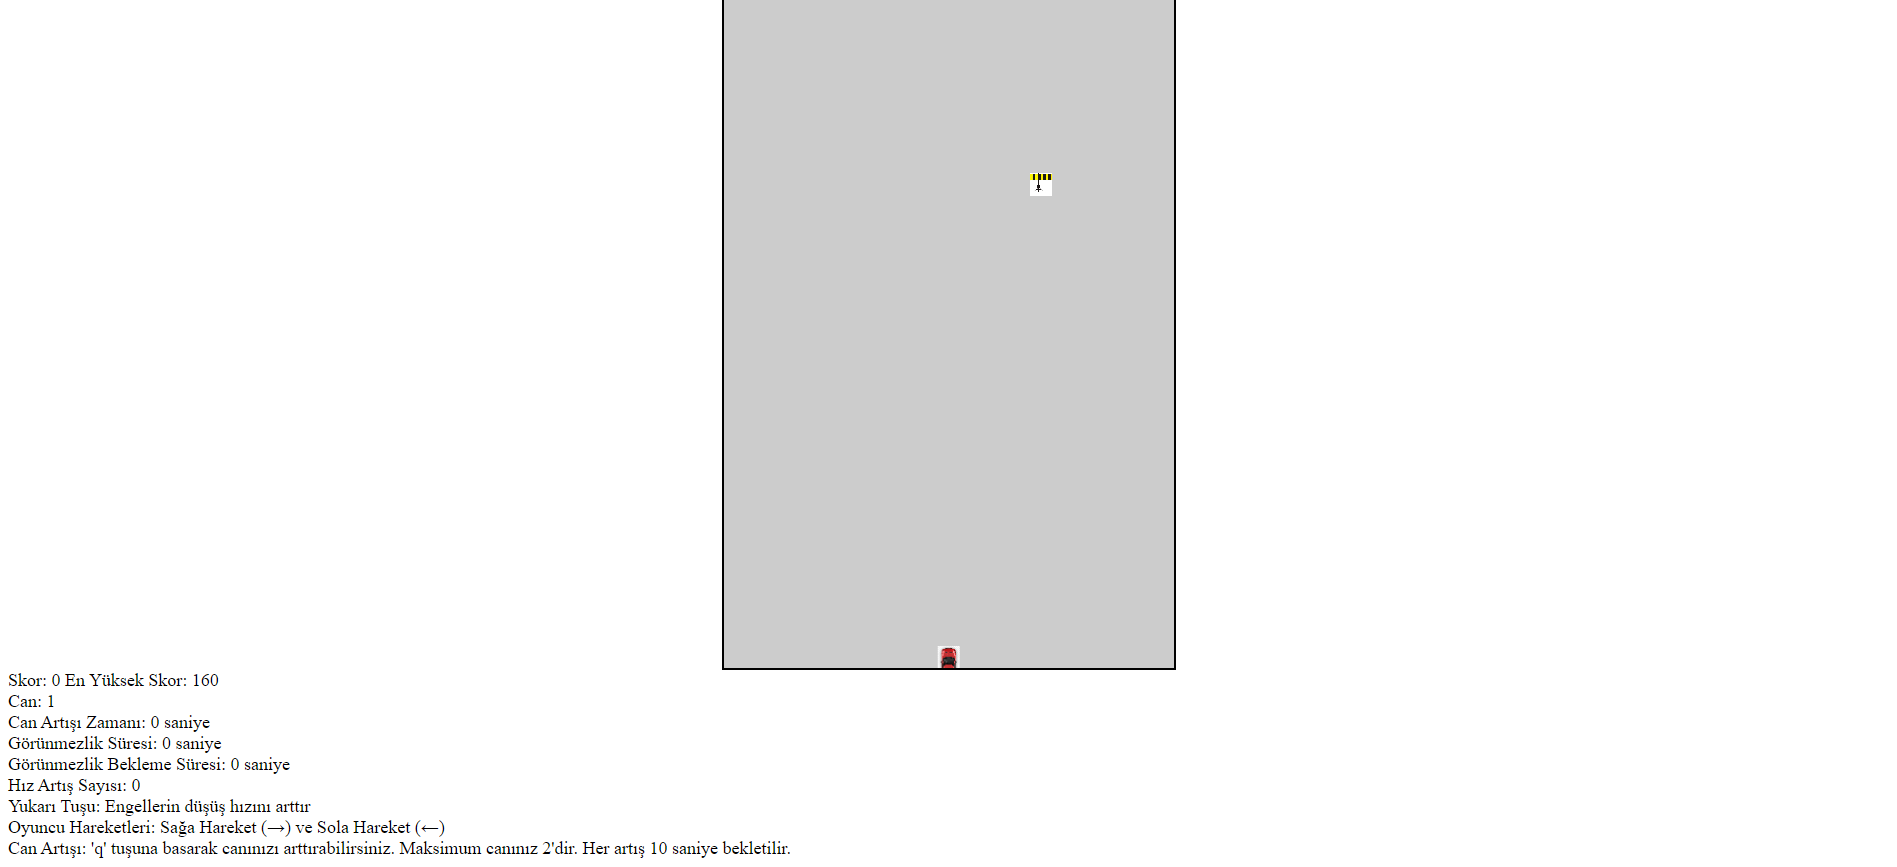 Skor: 0 En Yüksek Skor: 160
Can: 1
Can Artışı Zamanı: 0 saniye
Görünmezlik Süresi: 0 saniye
Görünmezlik Bekleme Süresi: 0 saniye
Hız Artış Sayısı: 0
Yukarı Tuşu: Engellerin düşüş hızını arttır
Oyuncu Hareketleri: Sağa Hareket (→) ve Sola Hareket (←)
Can Artışı: 'q' tuşuna basarak canınızı arttırabilirsiniz. Maksimum canınız 2'dir. Her artış 10 saniye bekletilir.